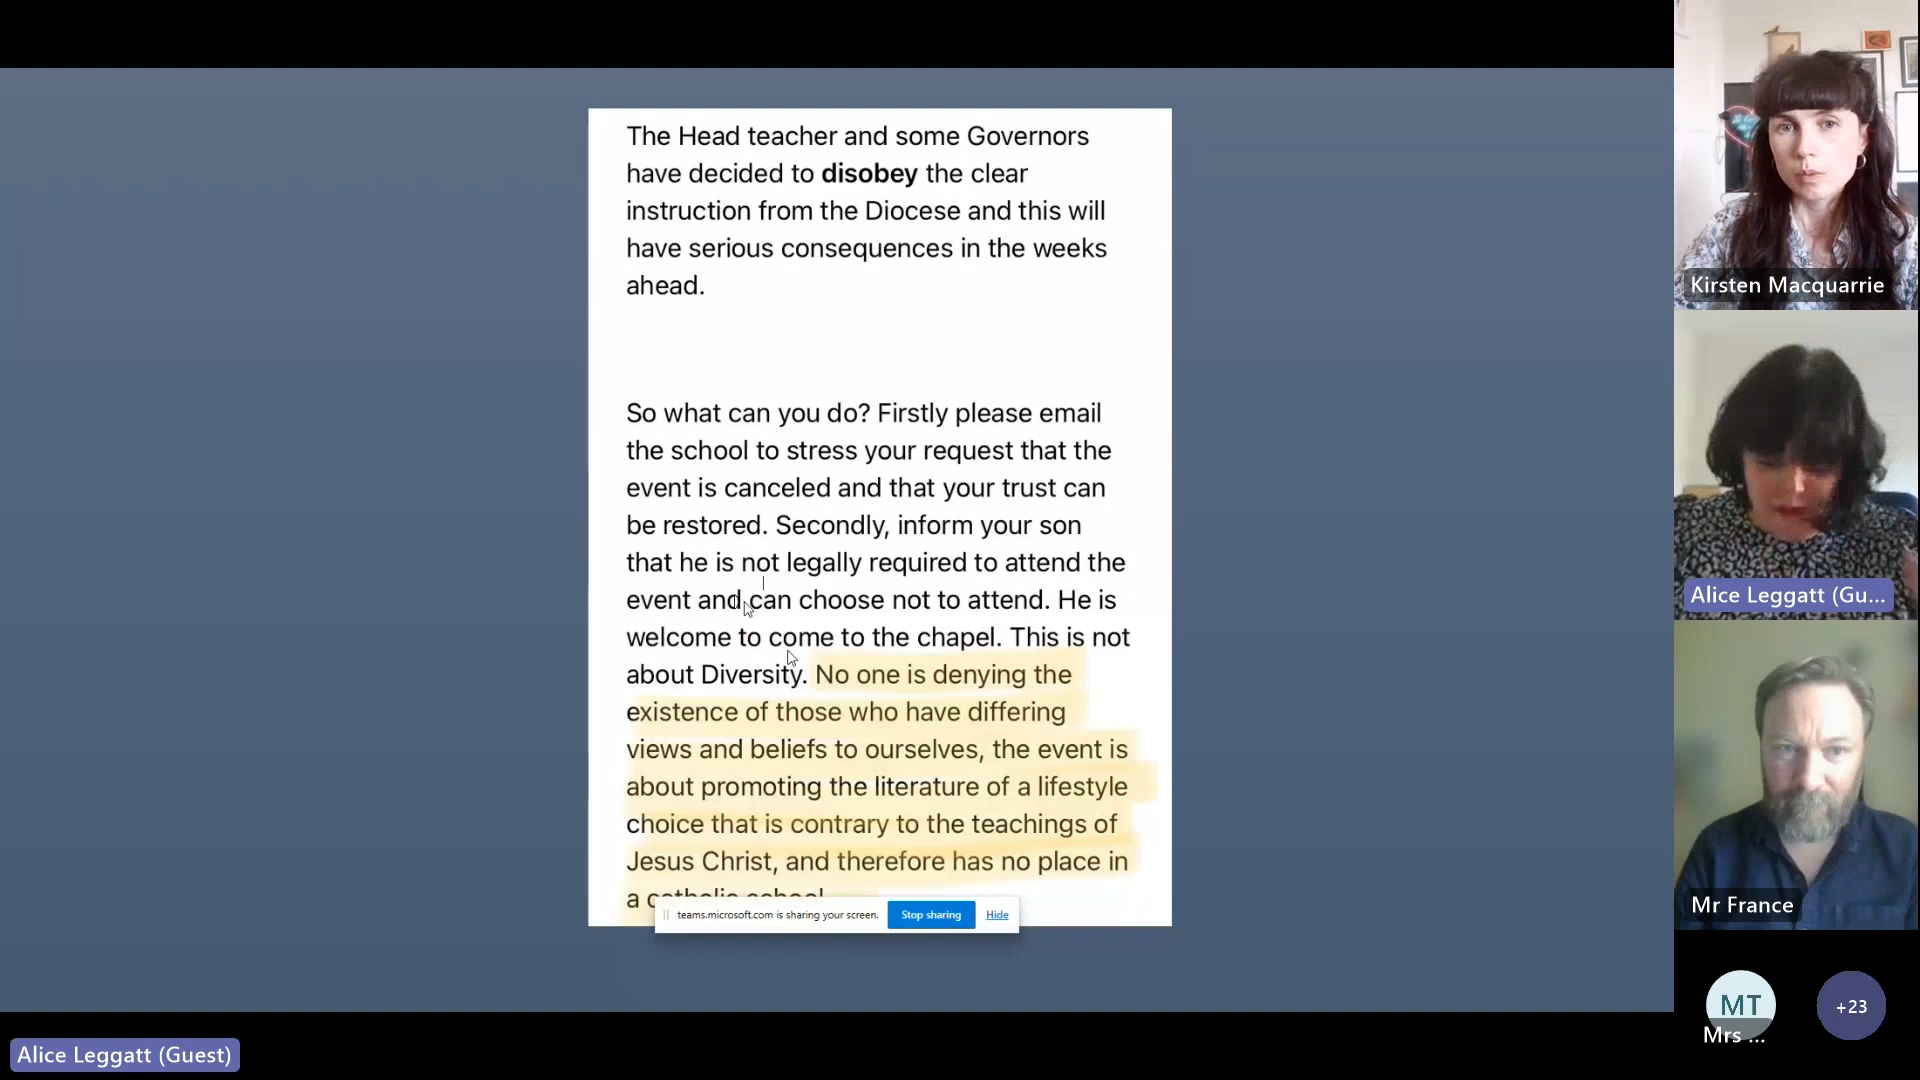 The Head teacher and some Governors
have decided to disobey the clear
instruction from the Diocese and this will
have serious consequences in the weeks
ahead.
So what can you do? Firstly please email
the school to stress your request that the
event is canceled and that your trust can
be restored. Secondly, inform your son
that he is not legally required to attend the
event and can choose not to attend. He is
welcome to come to the chapel. This is not
about Diversity. No one is denying the
existence of those who have differing
views and beliefs to ourselves, the event is
about promoting the literature of a lifestyle
choice that is contrary to the teachings of
Jesus Christ, and therefore has no place in
a catholic school
teams.microsoft.com is sharing your screen.
Stop sharing
Hide
Kirsten Macquarrie
Alice Leggatt (Gu...
Mr France
MT
Mrs ...
+23
Alice Leggatt (Guest)